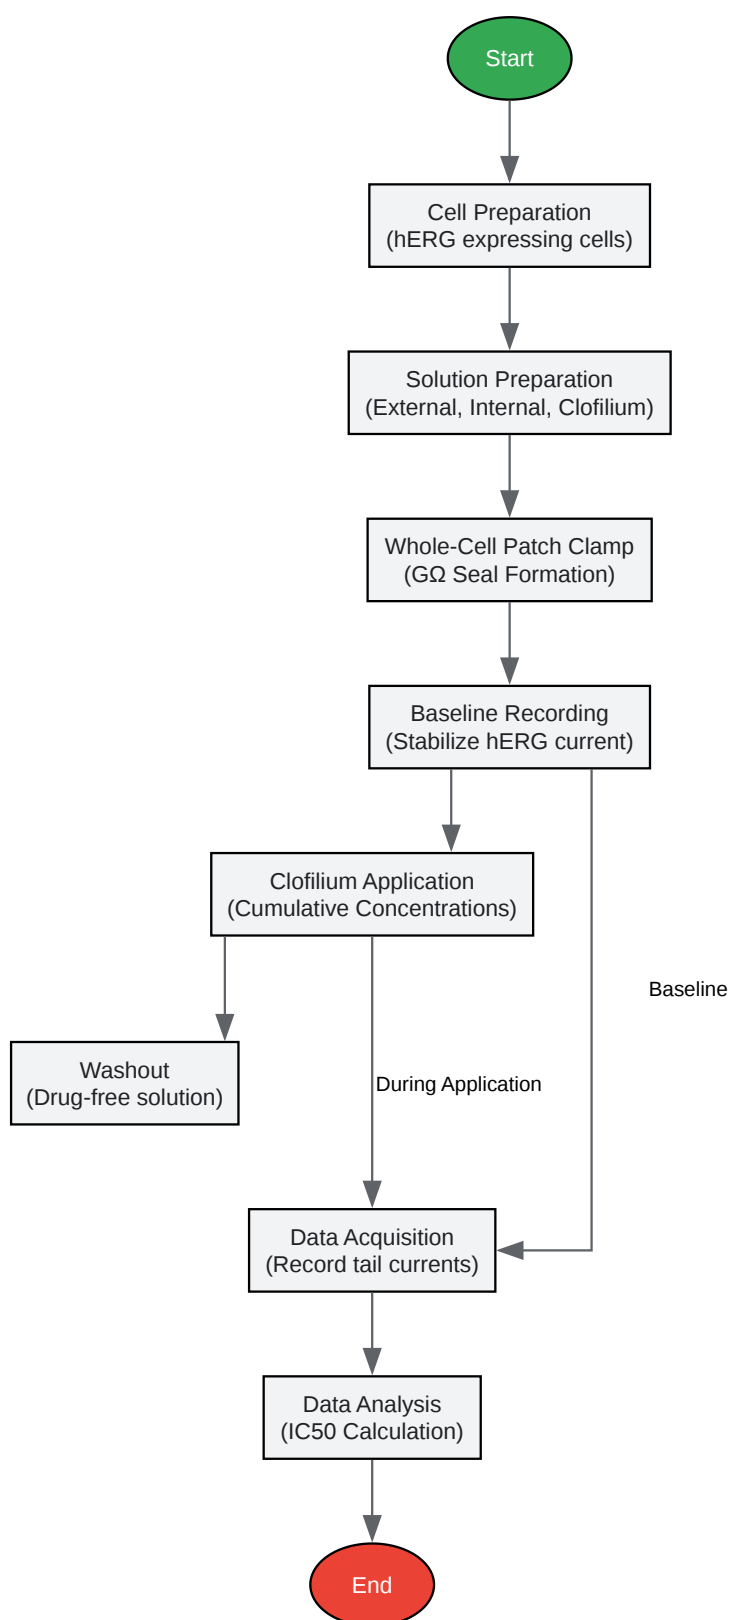 Start
Cell Preparation
(hERG expressing cells)
Solution Preparation
(External, Internal, Clofilium)
Whole-Cell Patch Clamp
(GΩ Seal Formation)
Baseline Recording
(Stabilize hERG current)
Clofilium Application
(Cumulative Concentrations)
Baseline
Washout
(Drug-free solution)
During Application
Data Acquisition
(Record tail currents)
Data Analysis
(IC50 Calculation)
End